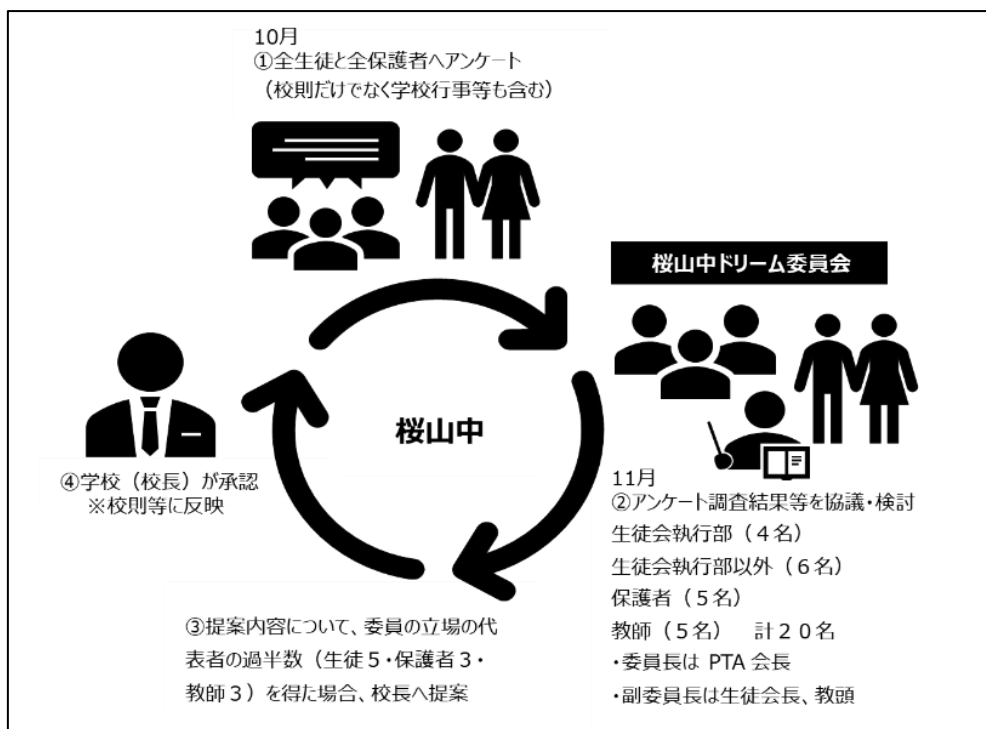 10月
①全生徒と全保護者へアンケート
（校則だけでなく学校行事等も含む）
桜山中ドリーム委員会
桜山中
11月
②アンケート調査結果等を協議・検討
生徒会執行部（４名）
生徒会執行部以外（６名）
保護者（５名）
教師（５名）　計２０名
・委員長は PTA 会長
・副委員長は生徒会長、教頭
③提案内容について、委員の立場の代
表者の過半数（生徒５・保護者３・
教師３）を得た場合、校長へ提案
④学校（校長）が承認
※校則等に反映